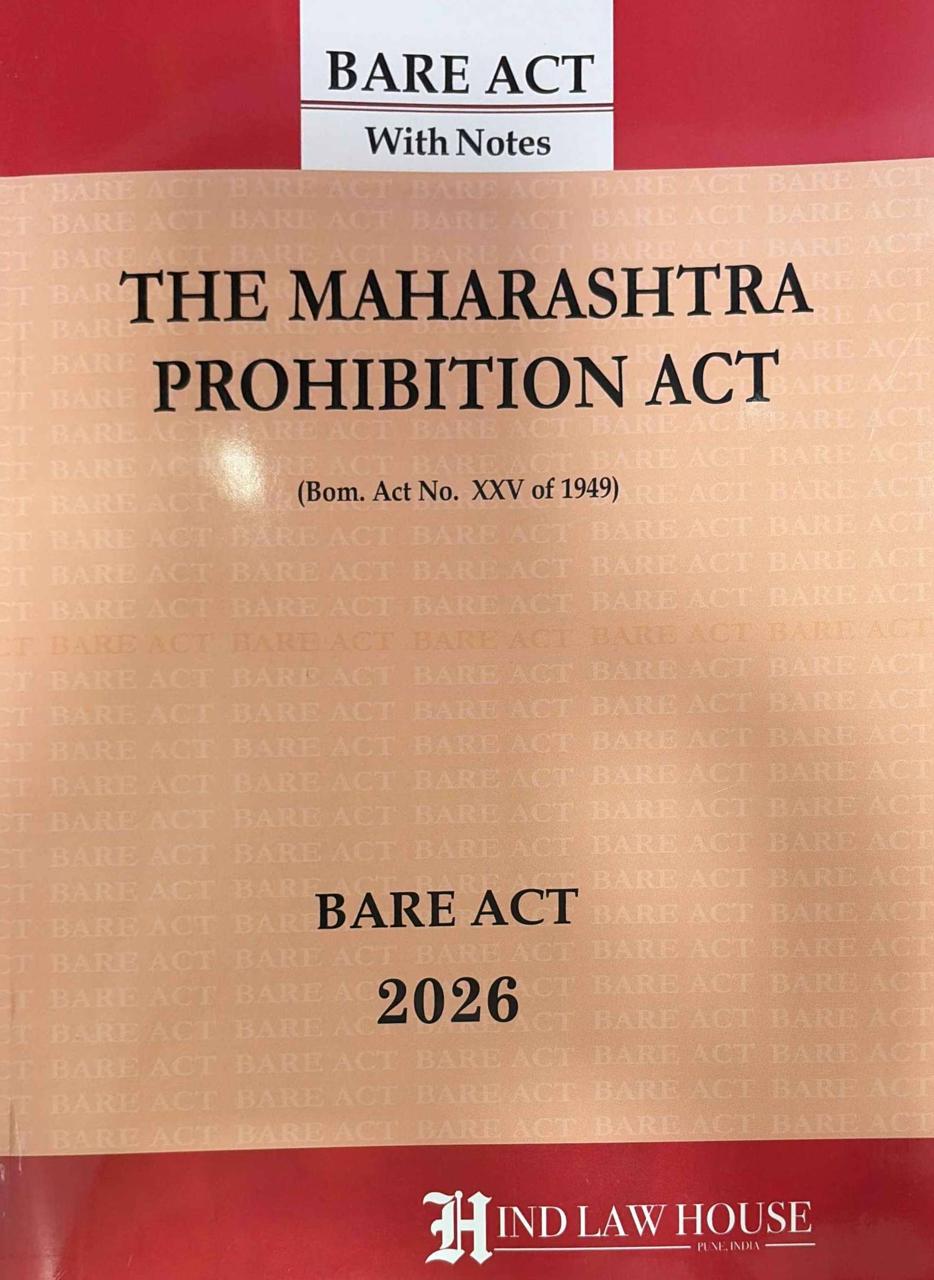 BARE ACT
With Notes
THE MAHARASHTRA
PROHIBITION ACT
(Bom. Act No. XXV of 1949)
BARE ACT
2026
HIND LAW HOUSE
PUNE, INDIA